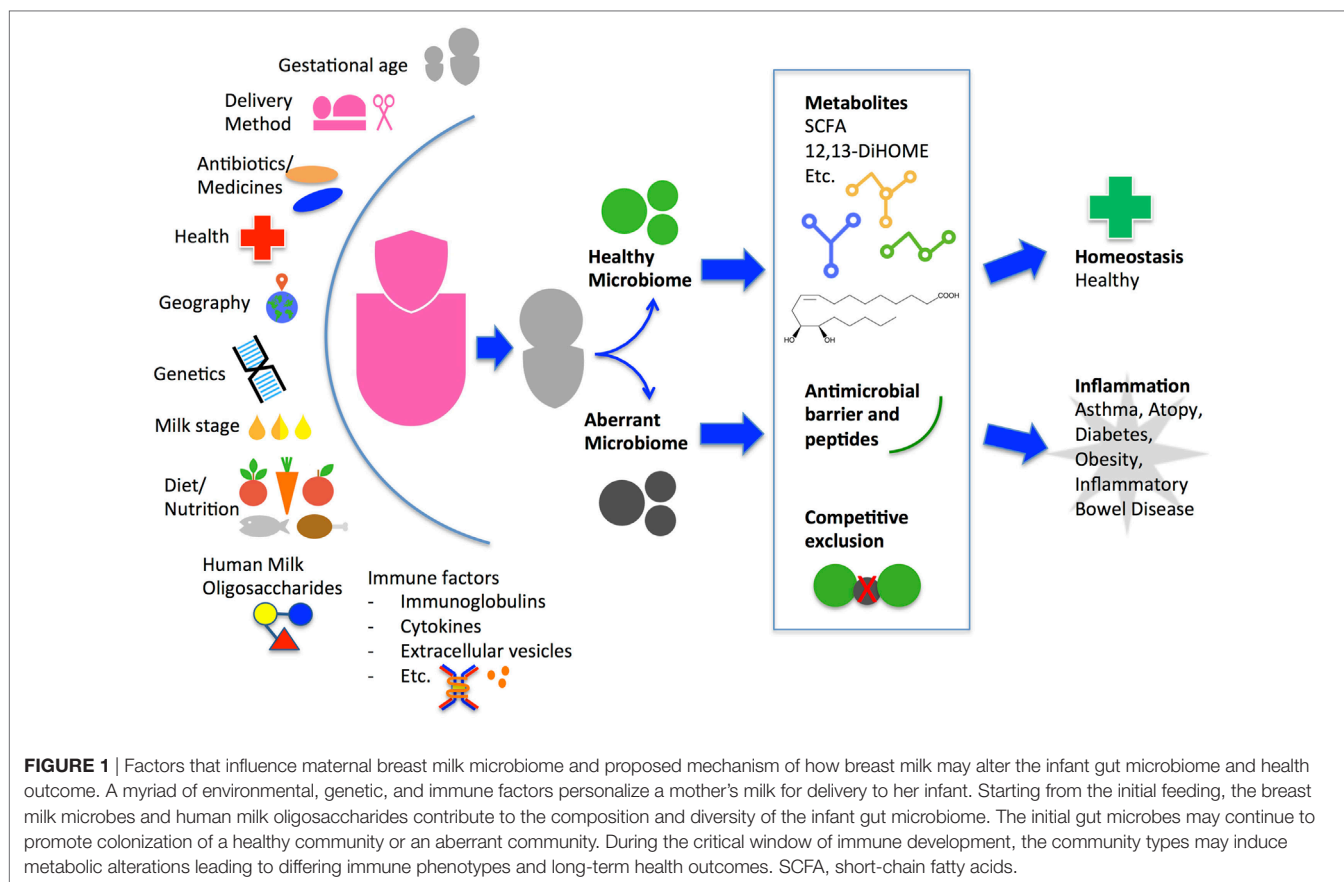 Gestational age
Delivery
Method
Antibiotics/
Medicines
Health
Geography
Genetics
Milk stage
Diet/
Nutrition
Human Milk
Oligosaccharides
Immune factors
- Immunoglobulins
- Cytokines
- Extracellular vesicles
- Etc.
Healthy
Microbiome
Aberrant
Microbiome
Metabolites
SCFA
12,13-DiHOME
Etc.
COOH
HO
OH
Antimicrobial
barrier and
peptides
Competitive
exclusion
X
Homeostasis
Healthy
Inflammation
Asthma, Atopy,
Diabetes,
Obesity,
Inflammatory
Bowel Disease
FIGURE 1 | Factors that influence maternal breast milk microbiome and proposed mechanism of how breast milk may alter the infant gut microbiome and health
outcome. A myriad of environmental, genetic, and immune factors personalize a mother's milk for delivery to her infant. Starting from the initial feeding, the breast
milk microbes and human milk oligosaccharides contribute to the composition and diversity of the infant gut microbiome. The initial gut microbes may continue to
promote colonization of a healthy community or an aberrant community. During the critical window of immune development, the community types may induce
metabolic alterations leading to differing immune phenotypes and long-term health outcomes. SCFA, short-chain fatty acids.